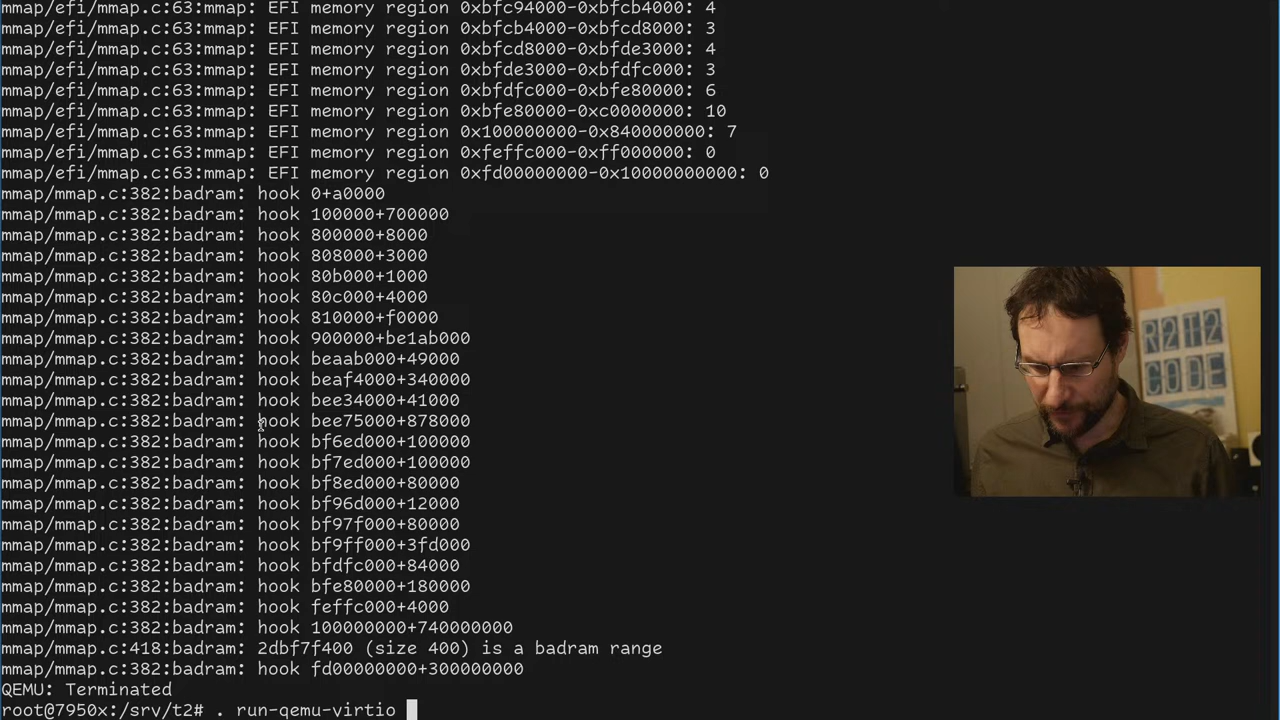 mmap/efi/mmap.c:63:mmap: EFI memory region 0xbfc94000-0xbfcb4000: 4
mmap/efi/mmap.c:63:mmap: EFI memory region 0xbfcb4000-0xbfcd8000: 3
mmap/efi/mmap.c:63:mmap: EFI memory region 0xbfcd8000-0xbfde3000: 4
mmap/efi/mmap.c:63:mmap: EFI memory region 0xbfde3000-0xbfdfc000: 3
mmap/efi/mmap.c:63:mmap: EFI memory region 0xbfdfc000-0xbfe80000: 6
mmap/efi/mmap.c:63:mmap: EFI memory region 0xbfe80000-0xc0000000: 10
mmap/efi/mmap.c:63:mmap: EFI memory region 0x100000000-0x840000000: 7
mmap/efi/mmap.c:63:mmap: EFI memory region 0xfeffc000-0xff000000: 0
mmap/efi/mmap.c:63:mmap: EFI memory region 0xfd00000000-0x10000000000: 0
mmap/mmap.c:382:badram: hook 0+a0000
mmap/mmap.c:382:badram: hook 100000+700000
mmap/mmap.c:382:badram: hook 800000+8000
mmap/mmap.c:382:badram: hook 808000+3000
mmap/mmap.c:382:badram: hook 80b000+1000
mmap/mmap.c:382:badram: hook 80c000+4000
mmap/mmap.c:382:badram: hook 810000+f0000
mmap/mmap.c:382:badram: hook 900000+be1ab000
mmap/mmap.c:382:badram: hook beaab000+49000
mmap/mmap.c:382:badram: hook beaf4000+340000
mmap/mmap.c:382:badram: hook bee34000+41000
mmap/mmap.c:382:badram: hook bee75000+878000
mmap/mmap.c:382:badram: hook bf6ed000+100000
mmap/mmap.c:382:badram: hook bf7ed000+100000
mmap/mmap.c:382:badram: hook bf8ed000+80000
mmap/mmap.c:382:badram: hook bf96d000+12000
mmap/mmap.c:382:badram: hook bf97f000+80000
mmap/mmap.c:382:badram: hook bf9ff000+3fd000
mmap/mmap.c:382:badram: hook bfdfc000+84000
mmap/mmap.c:382:badram: hook bfe80000+180000
mmap/mmap.c:382:badram: hook feffc000+4000
mmap/mmap.c:382:badram: hook 100000000+740000000
mmap/mmap.c:418:badram: 2dbf7f400 (size 400) is a badram range
mmap/mmap.c:382:badram: hook fd00000000+300000000
QEMU: Terminated
root@7950x:/srv/t2# . run-qemu-virtio
R2T2
CODE